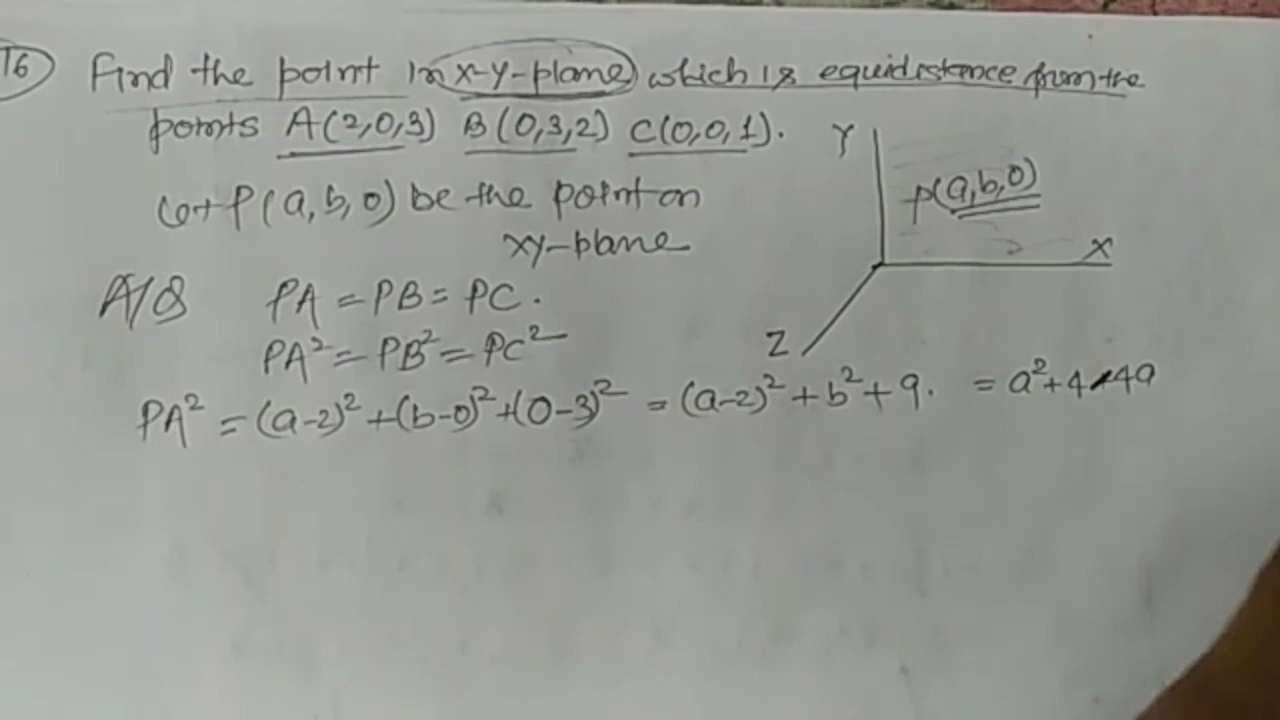 16 Find the point in x-y-plane which is equidistance from the
points A(2,0,3) B(0,3,2) C(0,0,1).
Let P(a,b,0) be the point on
xy-plane
Y
P(a,b,0)
X
Z
A/Q PA = PB = PC.
PA² = PB² = PC²
PA² = (a-2)² + (b-0)² + (0-3)² = (a-2)² + b² + 9. = a² + 4 - 4a